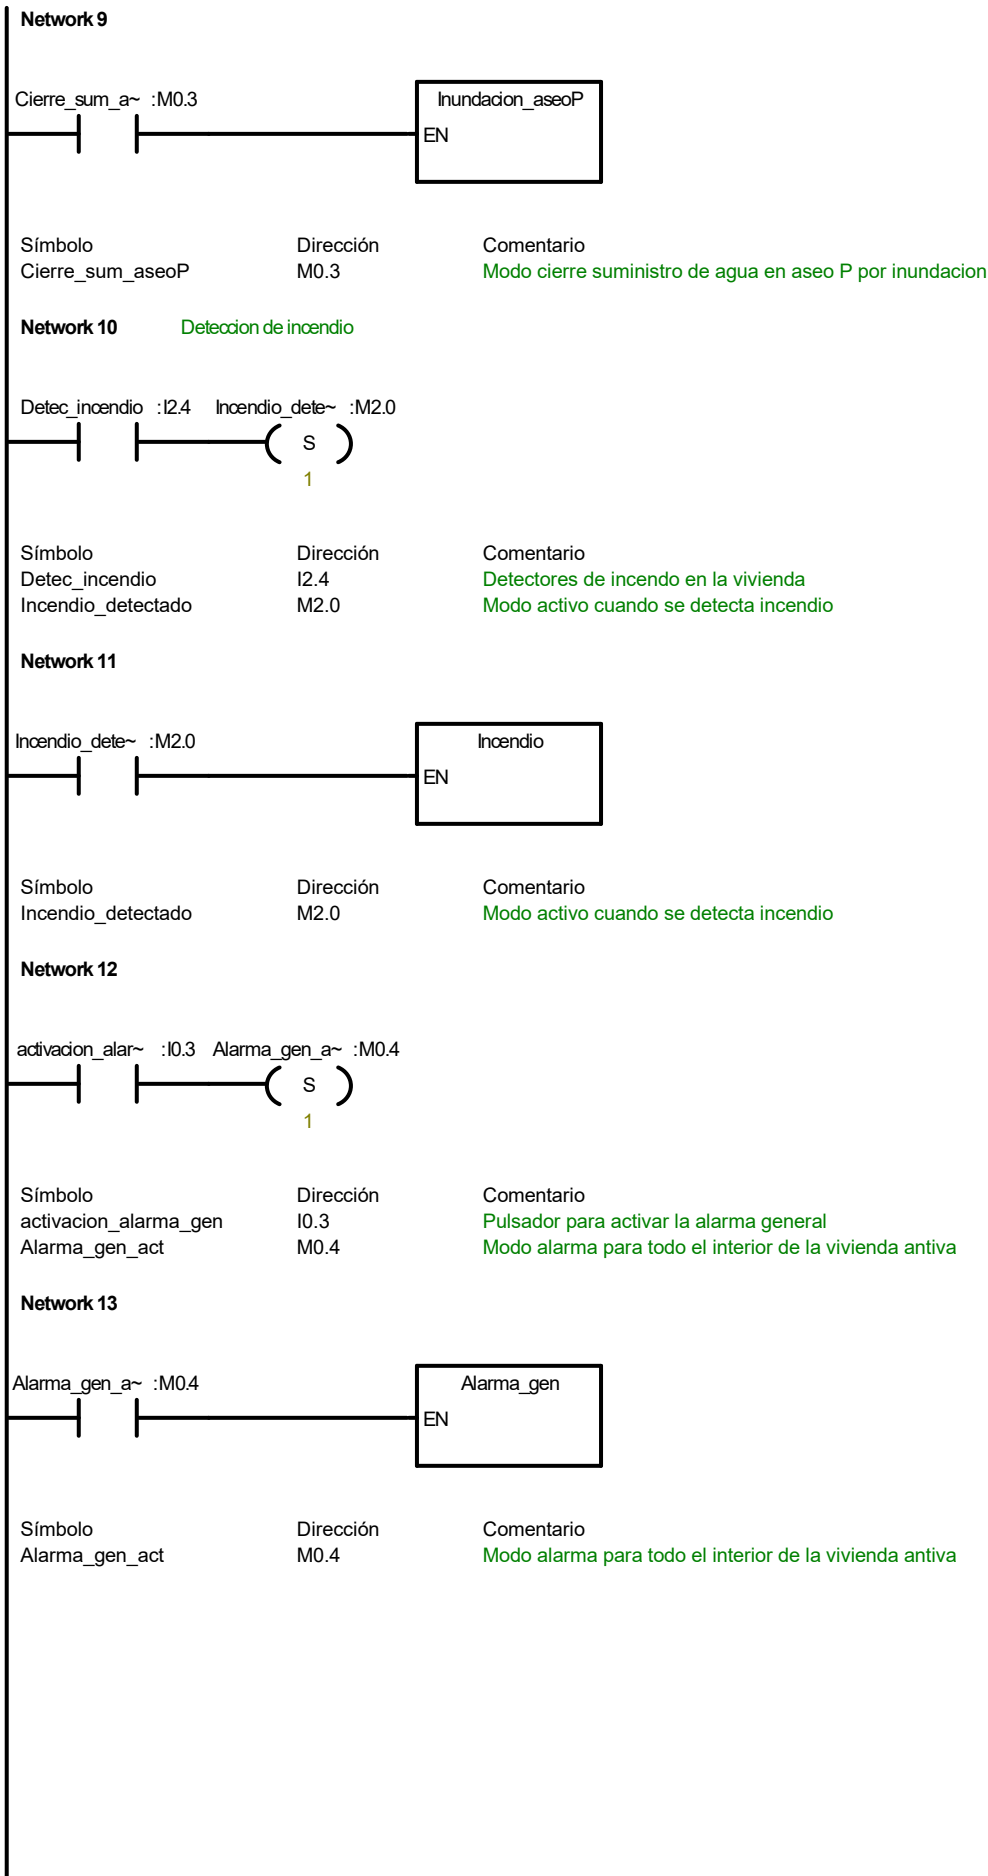 Network 9
Cierre_sum_a~ :M0.3 Inundacion_aseoP
EN
Símbolo Dirección Comentario
Cierre_sum_aseoP M0.3 Modo cierre suministro de agua en aseo P por inundacion
Network 10 Deteccion de incendio
Detec_incendio :I2.4 Incendio_dete~ :M2.0
S
1
Símbolo Dirección Comentario
Detec_incendio I2.4 Detectores de incendo en la vivienda
Incendio_detectado M2.0 Modo activo cuando se detecta incendio
Network 11
Incendio_dete~ :M2.0 Incendio
EN
Símbolo Dirección Comentario
Incendio_detectado M2.0 Modo activo cuando se detecta incendio
Network 12
activacion_alar~ :I0.3 Alarma_gen_a~ :M0.4
S
1
Símbolo Dirección Comentario
activacion_alarma_gen I0.3 Pulsador para activar la alarma general
Alarma_gen_act M0.4 Modo alarma para todo el interior de la vivienda antiva
Network 13
Alarma_gen_a~ :M0.4 Alarma_gen
EN
Símbolo Dirección Comentario
Alarma_gen_act M0.4 Modo alarma para todo el interior de la vivienda antiva